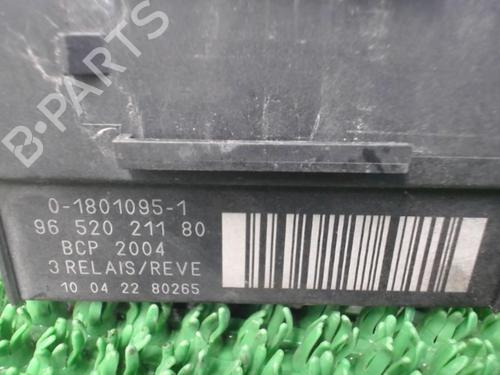 B-PARTS
0-1801095-1
96 520 211 80
BCP 2004
3 RELAIS/REVE
10 04 22 80265